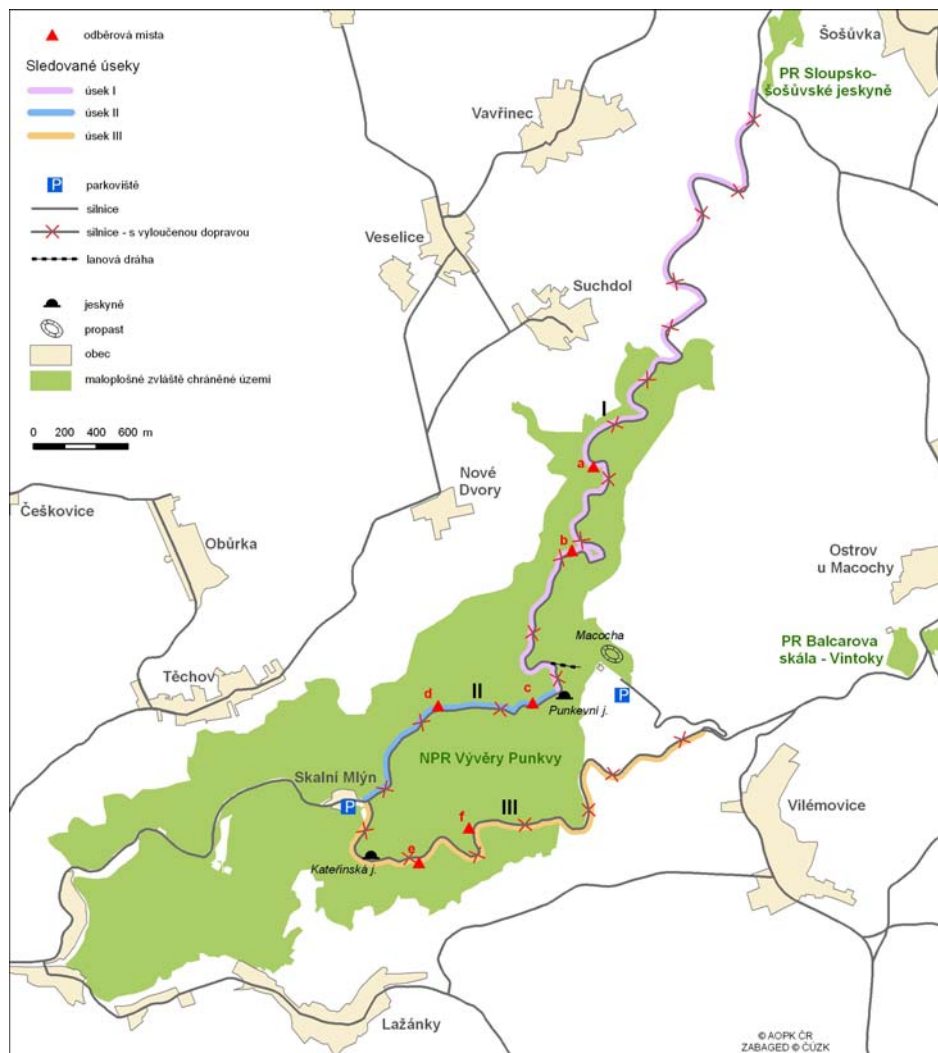 odběrová místa
Sledované úseky
úsek I
úsek II
úsek III
P
parkoviště
silnice
silnice - s vyloučenou dopravou
lanová dráha
jeskyně
propast
obec
maloplošné zvláště chráněné území
0 200 400 600 m
Šošůvka
PR Sloupsko-
šošůvské jeskyně
Vavřinec
Veselice
Suchdol
I
a
Nové
Dvory
Češkovice
Obůrka
b
Ostrov
u Macochy
Macocha
PR Balcarova
skála - Vintoky
Těchov
d
II
c
P
Punkevní j.
NPR Vývěry Punkvy
Skalní Mlýn
P
III
f
Vilémovice
e
Kateřinská j.
Lažánky
© AOPK ČR
ZABAGED © ČÚZK